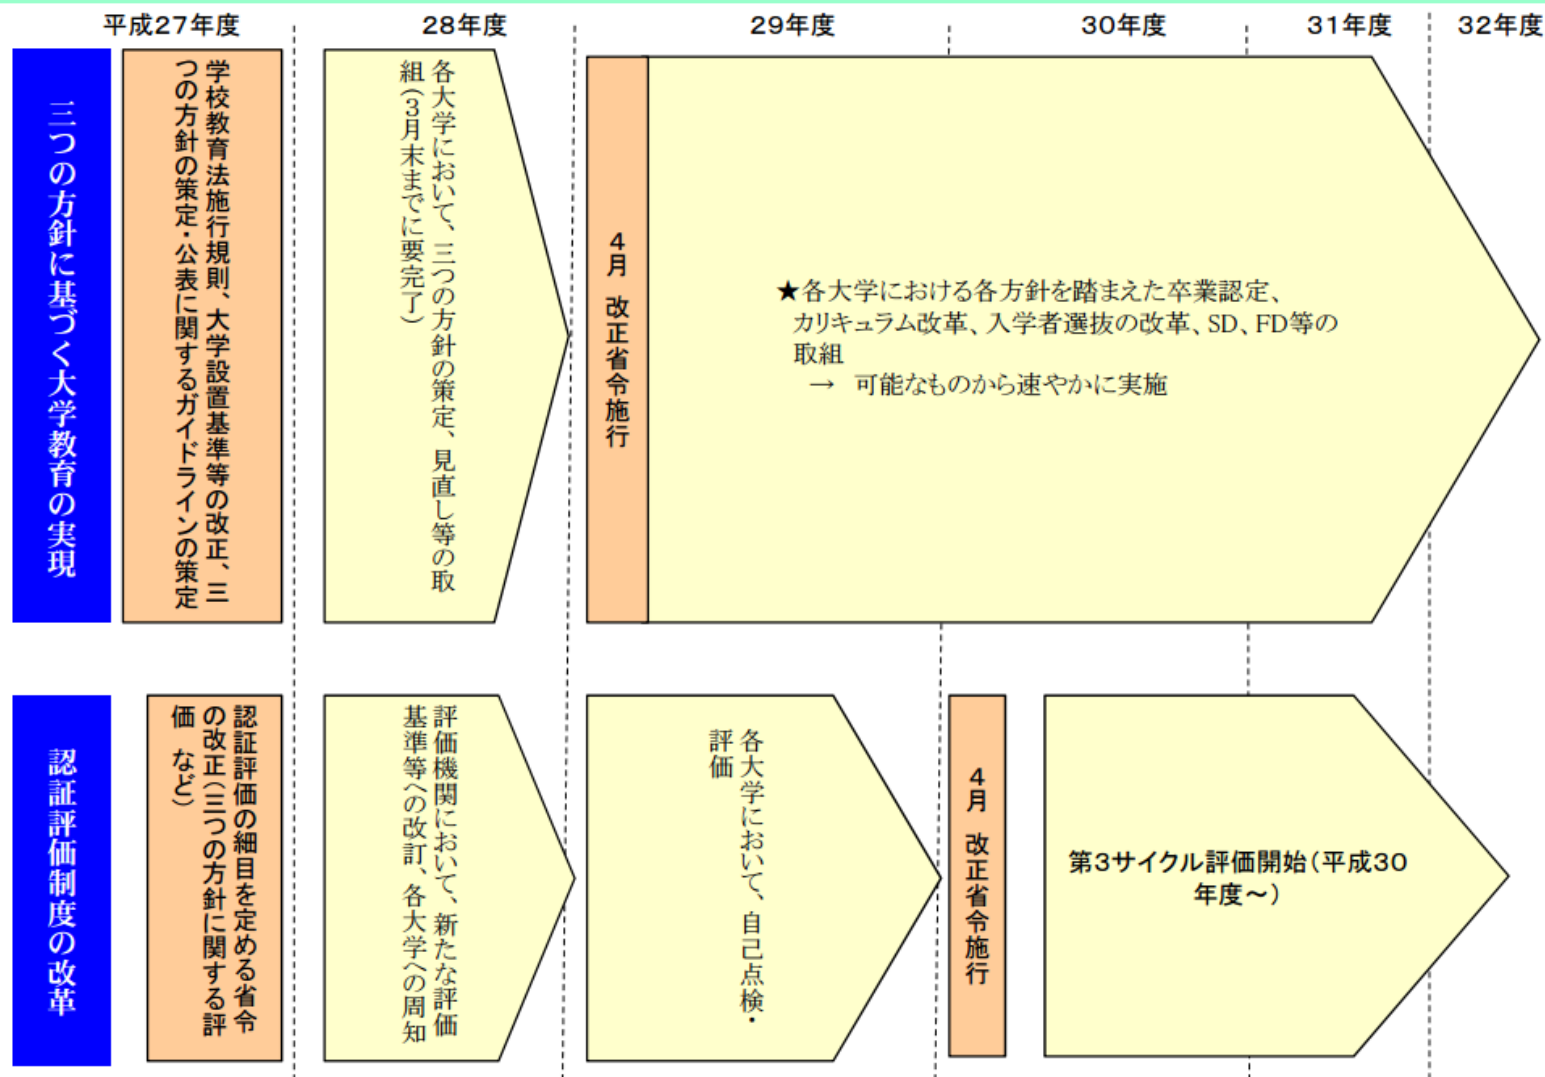 平成27年度
28年度
29年度
30年度
31年度
32年度
三つの方針に基づく大学教育の実現
学校教育法施行規則、大学設置基準等の改正、三
つの方針の策定・公表に関するガイドラインの策定
各大学において、三つの方針の策定、見直し等の取
組(3月末までに要完了)
4月 改正省令施行
★各大学における各方針を踏まえた卒業認定、
カリキュラム改革、入学者選抜の改革、SD、FD等の
取組
→ 可能なものから速やかに実施
認証評価制度の改革
認証評価の細目を定める省令
の改正(三つの方針に関する評
価 など)
評価機関において、新たな評価
基準等への改訂、各大学への周知
各大学において、自己点検・
評価
4月 改正省令施行
第3サイクル評価開始(平成30
年度～)